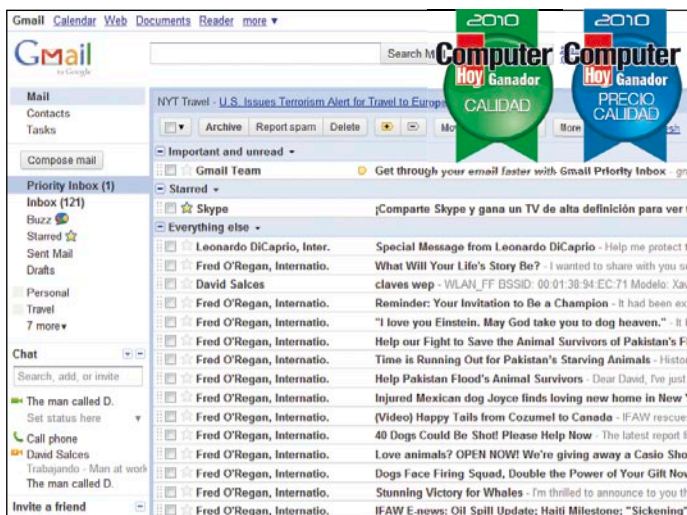 Gmail Calendar Web Documents Reader more ▾
Gmail
by Google
Search M
2010
Computer
Hoy Ganador
CALIDAD
2010
Computer
Hoy Ganador
PRECIO
CALIDAD
Mail
Contacts
Tasks
Compose mail
Priority Inbox (1)
Inbox (121)
Buzz
Starred
Sent Mail
Drafts
Personal
Travel
7 more ▾
Chat
Search, add, or invite
The man called D.
Set status here
Call phone
David Salces
Trabajando - Man at work
The man called D.
Invite a friend
NYT Travel - U.S. Issues Terrorism Alert for Travel to Europe
Archive Report spam Delete Mov More
Important and unread
Gmail Team Get through your email faster with Gmail Priority Inbox
Starred
Skype ¡Comparte Skype y gana un TV de alta definición para ver
Everything else
Leonardo DiCaprio, Inter. Special Message from Leonardo DiCaprio - Help me protect
Fred O'Regan, Internatio. What Will Your Life's Story Be? - I wanted to share with you
David Salces claves wep - WLAN_FF BSSID: 00:01:38:94:EC:71 Modelo: Xav
Fred O'Regan, Internatio. Reminder: Your Invitation to Be a Champion - It had been ex
Fred O'Regan, Internatio. "I love you Einstein. May God take you to dog heaven." - It
Fred O'Regan, Internatio. Help our Fight to Save the Animal Survivors of Pakistan's F
Fred O'Regan, Internatio. Time is Running Out for Pakistan's Starving Animals - Histo
Fred O'Regan, Internatio. Help Pakistan Flood's Animal Survivors - Dear David, I've just
Fred O'Regan, Internatio. Injured Mexican dog Joyce finds loving new home in New
Fred O'Regan, Internatio. (Video) Happy Tails from Cozumel to Canada - IFAW rescue
Fred O'Regan, Internatio. 40 Dogs Could Be Shot! Please Help Now - The latest report
Fred O'Regan, Internatio. Love animals? OPEN NOW! We're giving away a Casio Sho
Fred O'Regan, Internatio. Dogs Face Firing Squad, Double the Power of Your Gift Now
Fred O'Regan, Internatio. Stunning Victory for Whales - I'm thrilled to announce to you th
Fred O'Regan, Internatio. IFAW E-news: Oil Spill Update; Haiti Milestone; "Sickening"